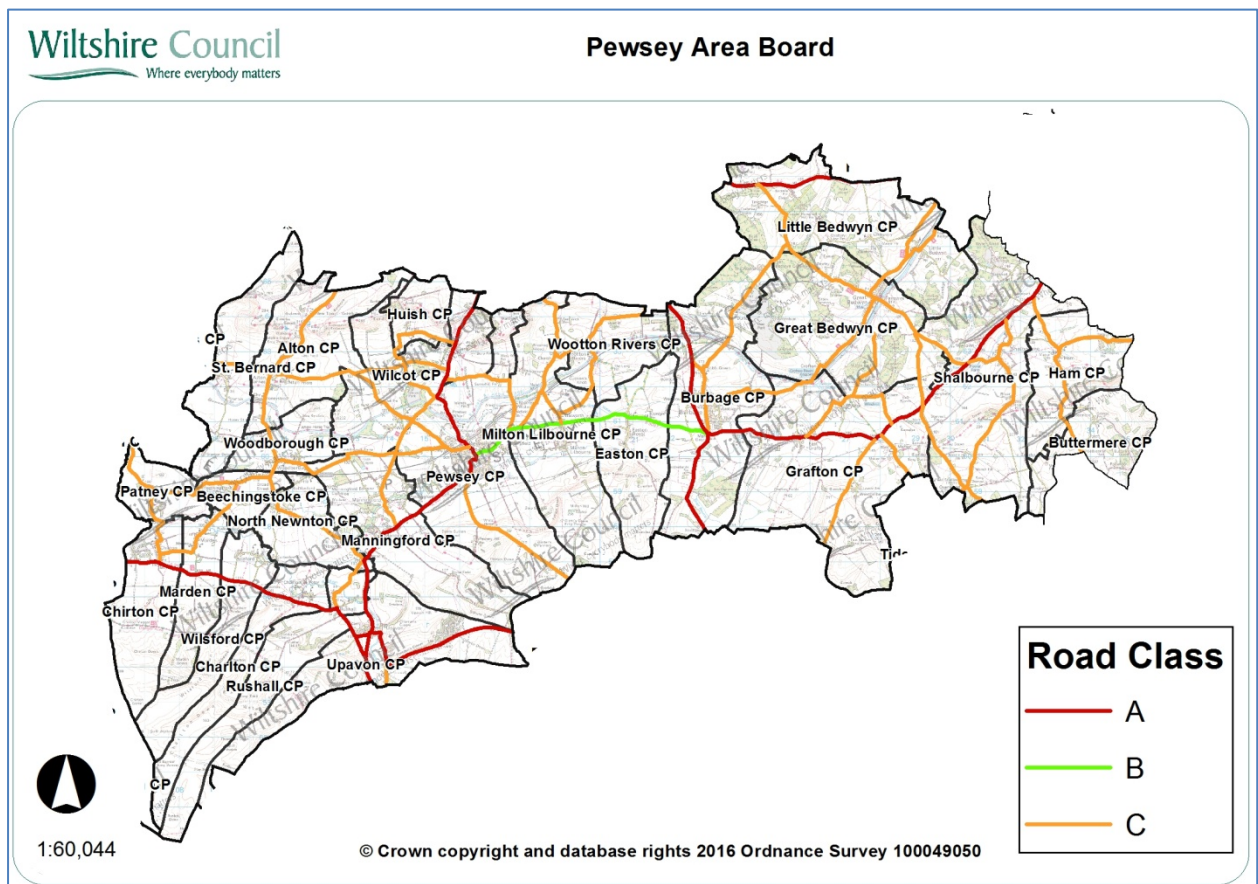 Wiltshire Council
Where everybody matters
Pewsey Area Board
Little Bedwyn CP
Huish CP
Great Bedwyn CP
CP
Alton CP
Wootton Rivers CP
St. Bernard CP
Wilcot CP
Shalbourne CP
Ham CP
Burbage CP
Woodborough CP
Milton Lilbourne CP
Buttermere CP
Easton CP
Pewsey CP
Grafton CP
Patney CP
Beechingstoke CP
North Newnton CP
Manningford CP
Marden CP
Chirton CP
Wilsford CP
Charlton CP
Upavon CP
Rushall CP
CP
Wiltshire Council
Road Class
A
B
C
1:60,044
© Crown copyright and database rights 2016 Ordnance Survey 100049050